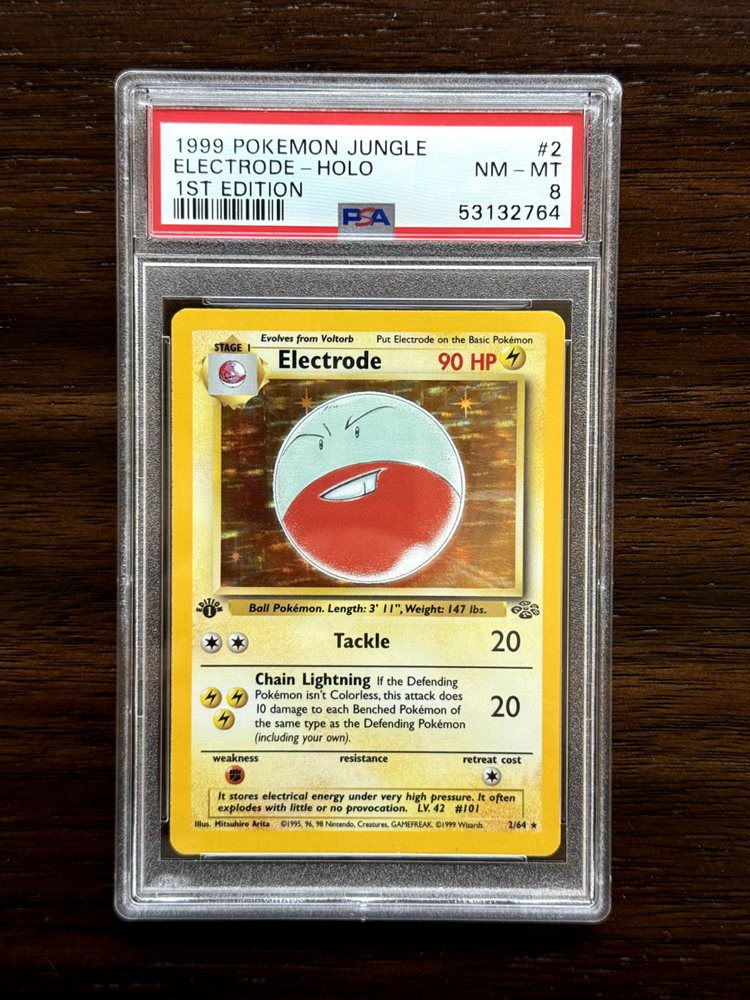 1999 POKEMON JUNGLE #2
ELECTRODE - HOLO NM - MT
1ST EDITION 8
PSA 53132764
Evolves from Voltorb Put Electrode on the Basic Pokémon
STAGE 1
Electrode 90 HP
EDITION
1
Ball Pokémon. Length: 3' 11", Weight: 147 lbs.
Tackle 20
Chain Lightning If the Defending
Pokémon isn't Colorless, this attack does
10 damage to each Benched Pokémon of
the same type as the Defending Pokémon
(including your own).
20
weakness resistance retreat cost
It stores electrical energy under very high pressure. It often
explodes with little or no provocation. LV. 42 #101
Illus. Mitsuhiro Arita ©1995, 96, 98 Nintendo, Creatures, GAMEFREAK. ©1999 Wizards. 2/64 ★